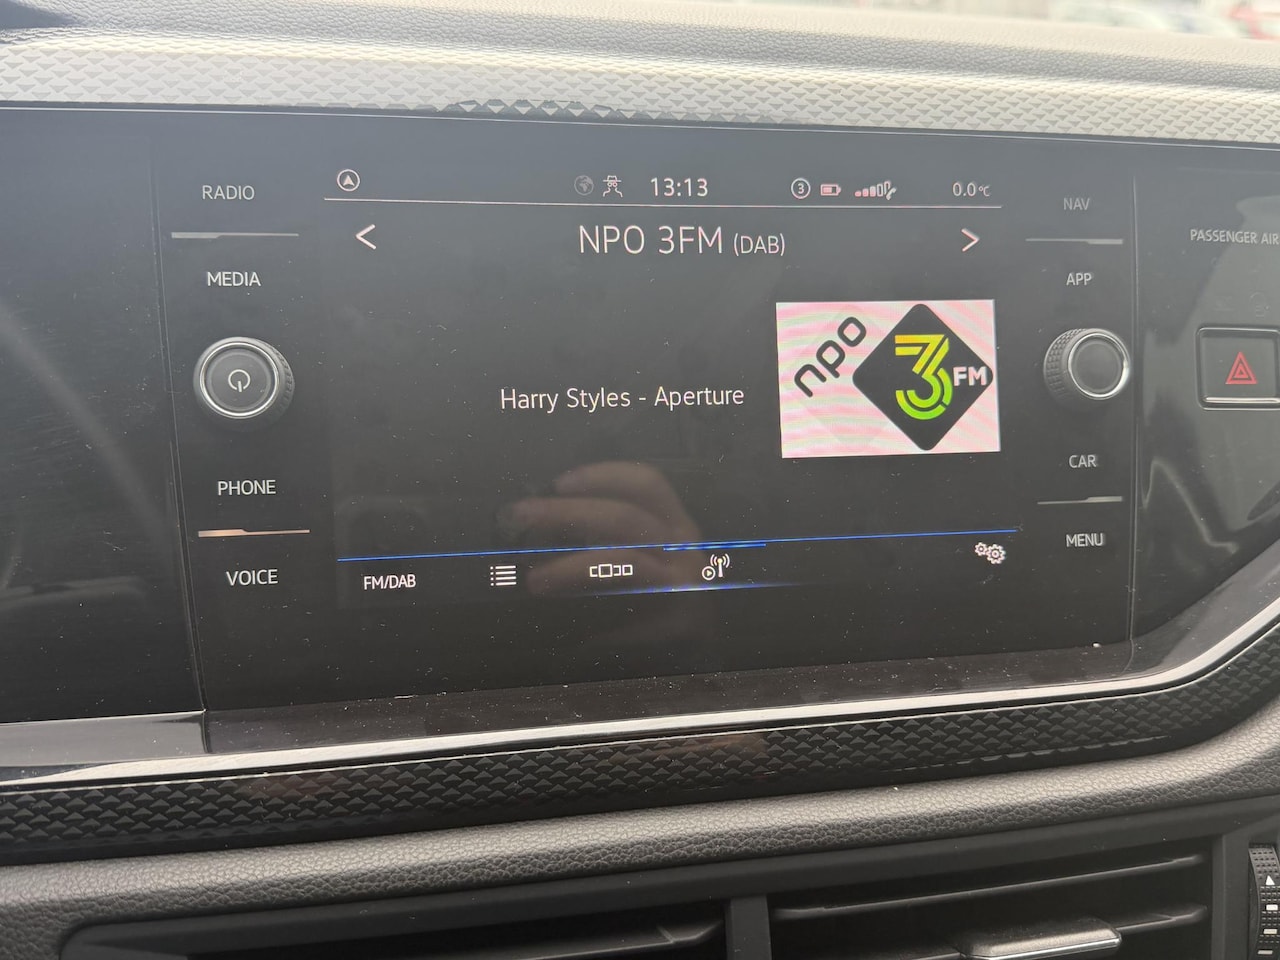 RADIO
MEDIA
PHONE
VOICE
13:13
3
0.0°C
< NPO 3FM (DAB) >
Harry Styles - Aperture
npo
3FM
FM/DAB
NAV
APP
CAR
MENU
PASSENGER AIR